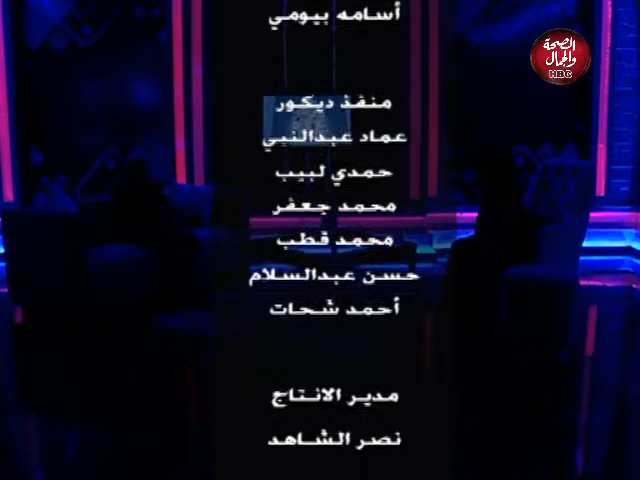 أسامه بيومي
الصحة
والجمال
HBC
منفذ ديكور
عماد عبدالنبي
حمدي لبيب
محمد جعفر
محمد قطب
حسن عبدالسلام
أحمد شحات
مدير الانتاج
نصر الشاهد